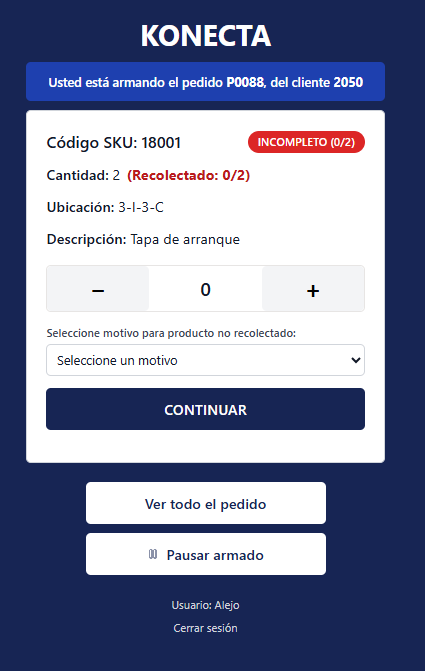 KONECTA
Usted está armando el pedido P0088, del cliente 2050
Código SKU: 18001
INCOMPLETO (0/2)
Cantidad: 2 (Recolectado: 0/2)
Ubicación: 3-I-3-C
Descripción: Tapa de arranque
− 0 +
Seleccione motivo para producto no recolectado:
Seleccione un motivo
CONTINUAR
Ver todo el pedido
Pausar armado
Usuario: Alejo
Cerrar sesión